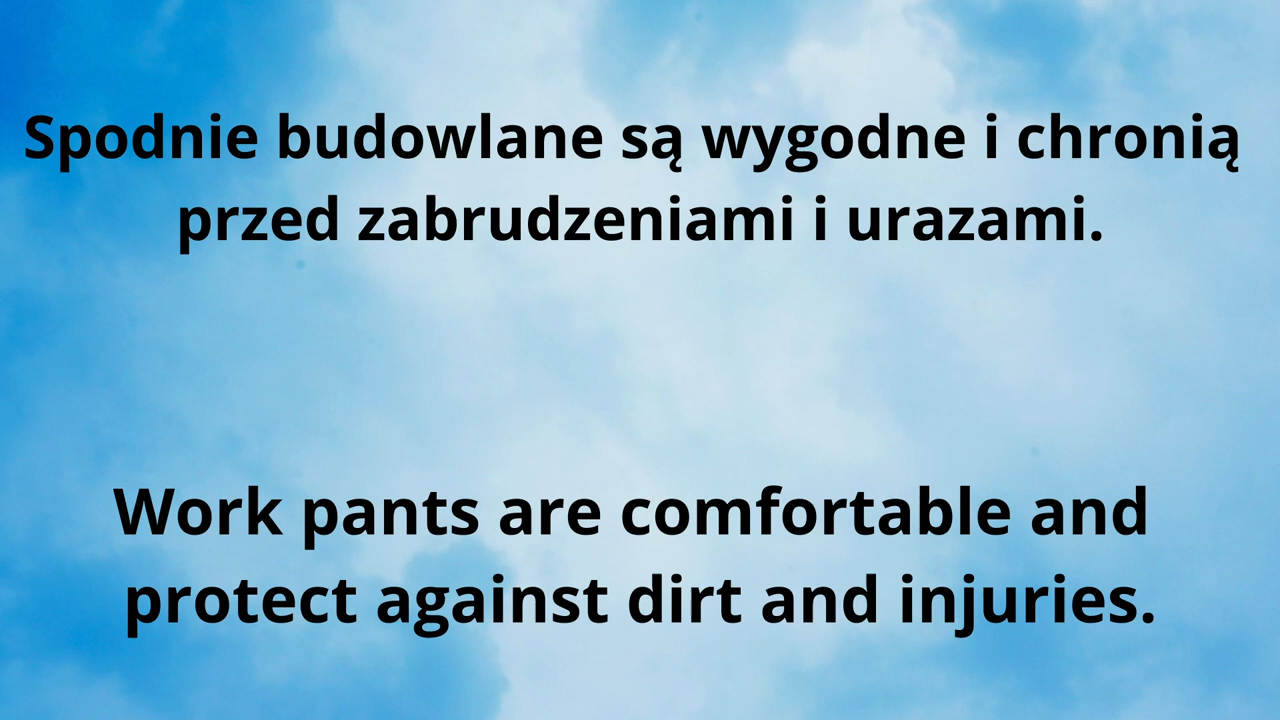 Spodnie budowlane są wygodne i chronią
przed zabrudzeniami i urazami.
Work pants are comfortable and
protect against dirt and injuries.